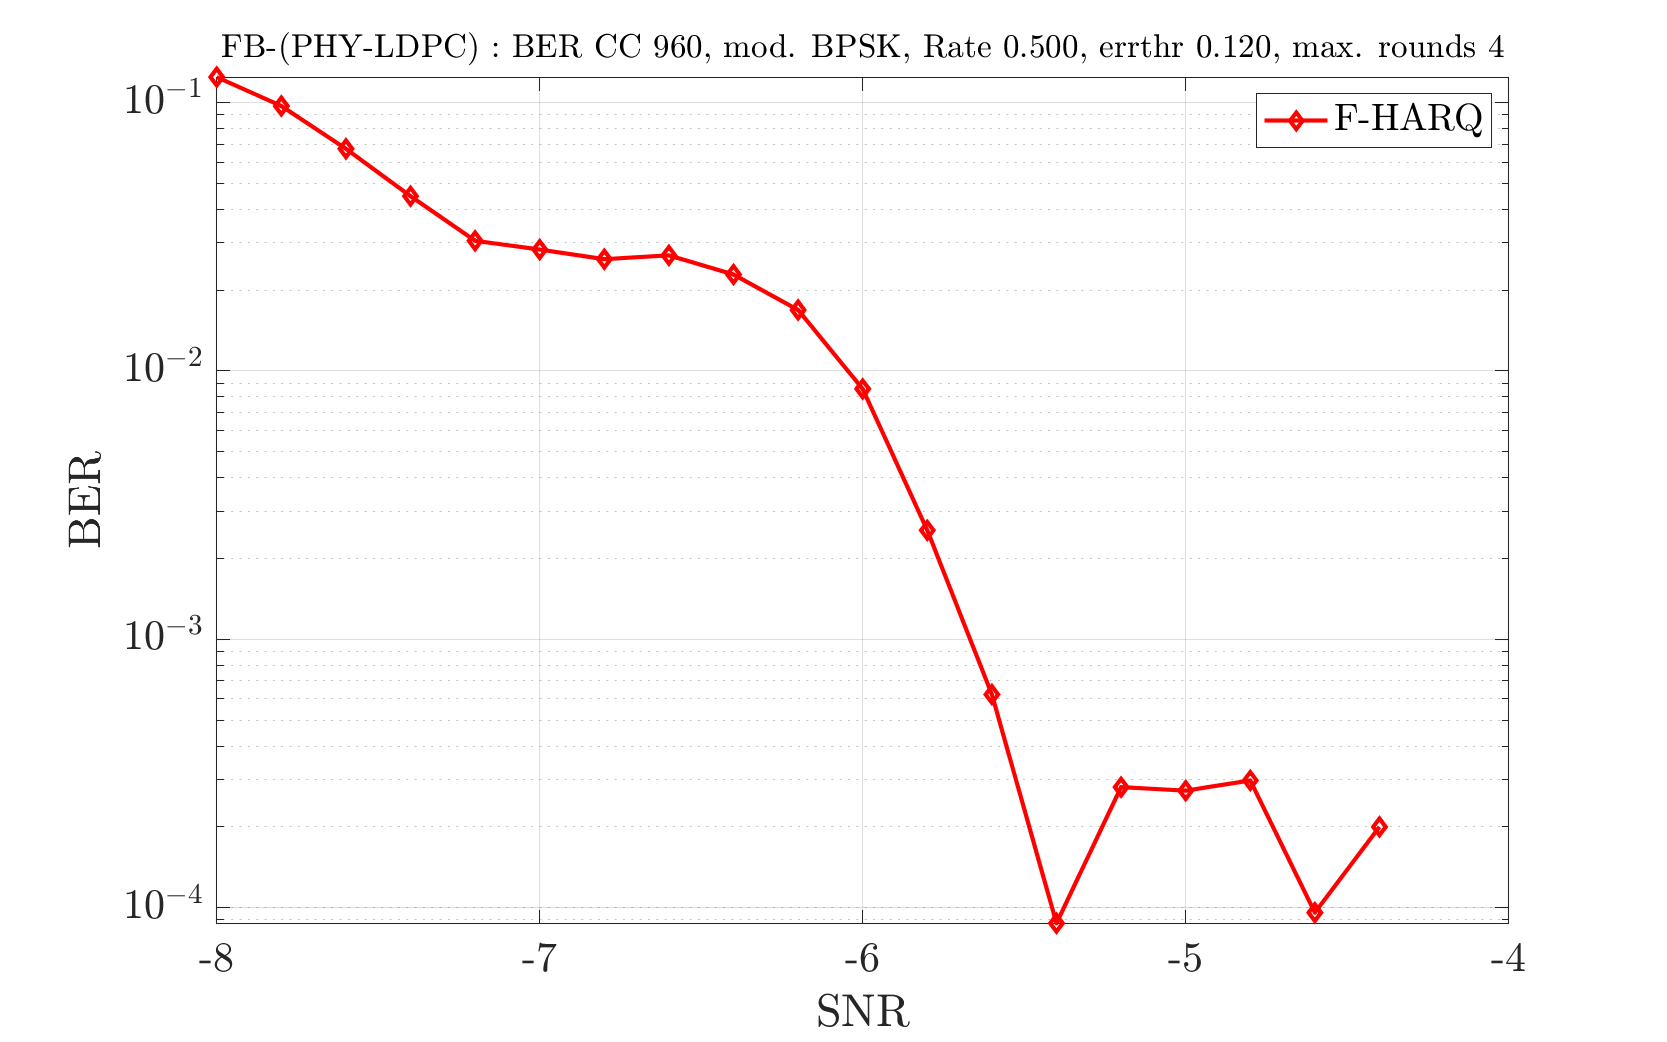 FB-(PHY-LDPC) : BER CC 960, mod. BPSK, Rate 0.500, errthr 0.120, max. rounds 4
F-HARQ
10⁻¹
10⁻²
10⁻³
10⁻⁴
BER
-8 -7 -6 -5 -4
SNR